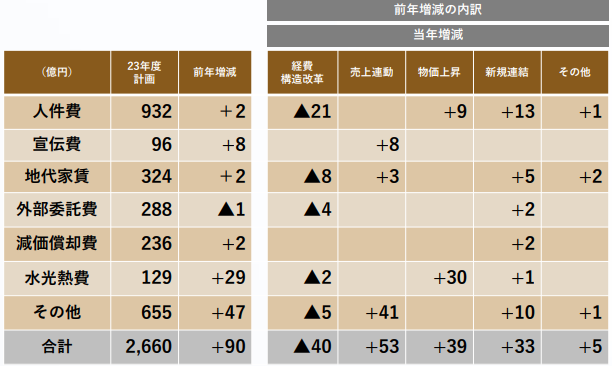 前年増減の内訳
当年増減
(億円) 23年度計画 前年増減 経費構造改革 売上連動 物価上昇 新規連結 その他
人件費 932 +2 ▲21 +9 +13 +1
宣伝費 96 +8 +8
地代家賃 324 +2 ▲8 +3 +5 +2
外部委託費 288 ▲1 ▲4 +2
減価償却費 236 +2 +2
水光熱費 129 +29 ▲2 +30 +1
その他 655 +47 ▲5 +41 +10 +1
合計 2,660 +90 ▲40 +53 +39 +33 +5